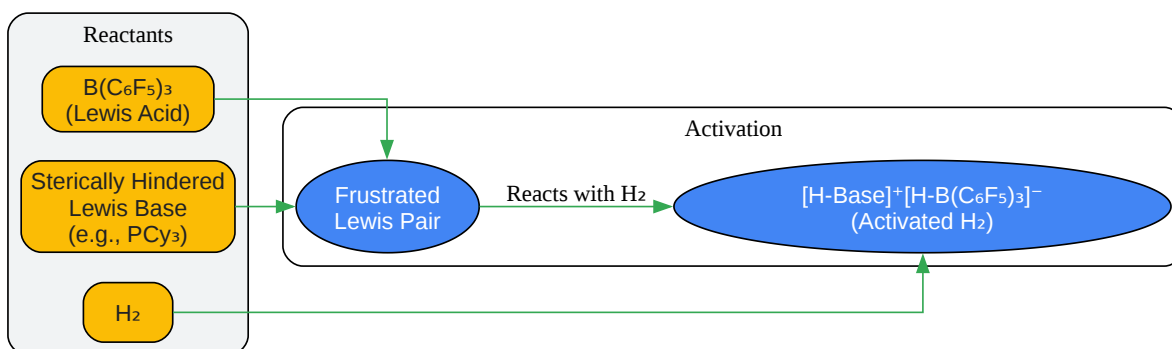 Reactants
B(C₆F₅)₃
(Lewis Acid)
Sterically Hindered
Lewis Base
(e.g., PCy₃)
H₂
Activation
Frustrated
Lewis Pair
Reacts with H₂
[H-Base]⁺[H-B(C₆F₅)₃]⁻
(Activated H₂)